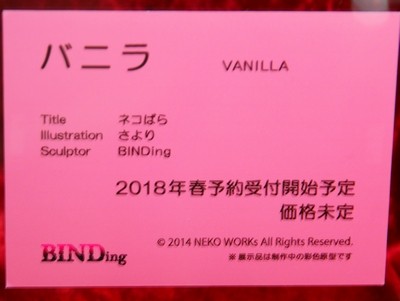 バニラ VANILLA
Title ネコぱら
Illustration さより
Sculptor BINDing
2018年春予約受付開始予定
価格未定
BINDing © 2014 NEKO WORKs All Rights Reserved.
※展示品は制作中の彩色原型です